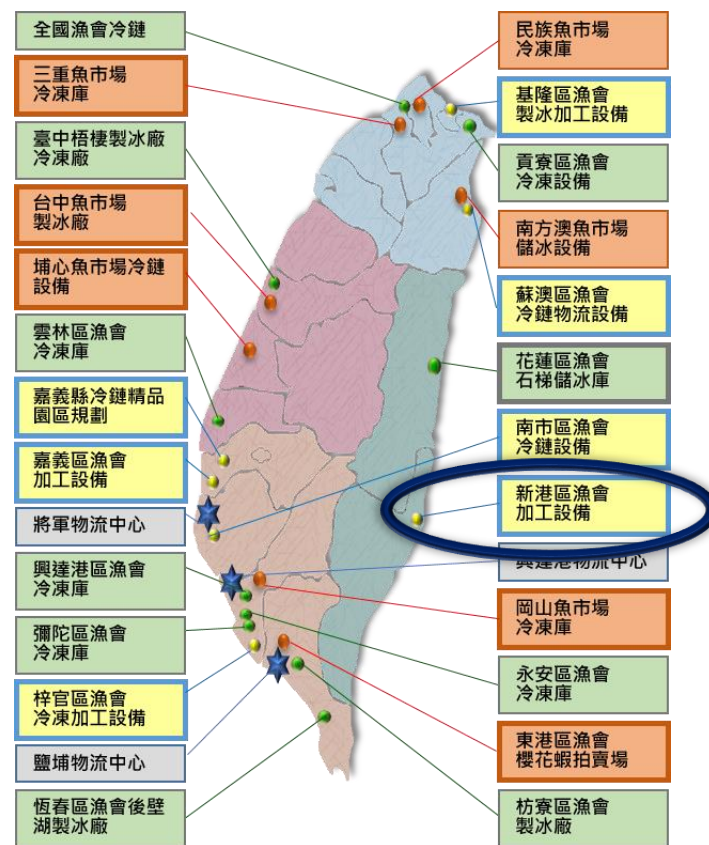 全國漁會冷鏈
三重魚市場
冷凍庫
臺中梧棲製冰廠
冷凍廠
台中魚市場
製冰廠
埔心魚市場冷鏈
設備
雲林區漁會
冷凍庫
嘉義縣冷鏈精品
園區規劃
嘉義區漁會
加工設備
將軍物流中心
興達港區漁會
冷凍庫
彌陀區漁會
冷凍庫
梓官區漁會
冷凍加工設備
鹽埔物流中心
恆春區漁會後壁
湖製冰廠
民族魚市場
冷凍庫
基隆區漁會
製冰加工設備
貢寮區漁會
冷凍設備
南方澳魚市場
儲冰設備
蘇澳區漁會
冷鏈物流設備
花蓮區漁會
石梯儲冰庫
南市區漁會
冷鏈設備
新港區漁會
加工設備
興達港物流中心
岡山魚市場
冷凍庫
永安區漁會
冷凍庫
東港區漁會
櫻花蝦拍賣場
枋寮區漁會
製冰廠